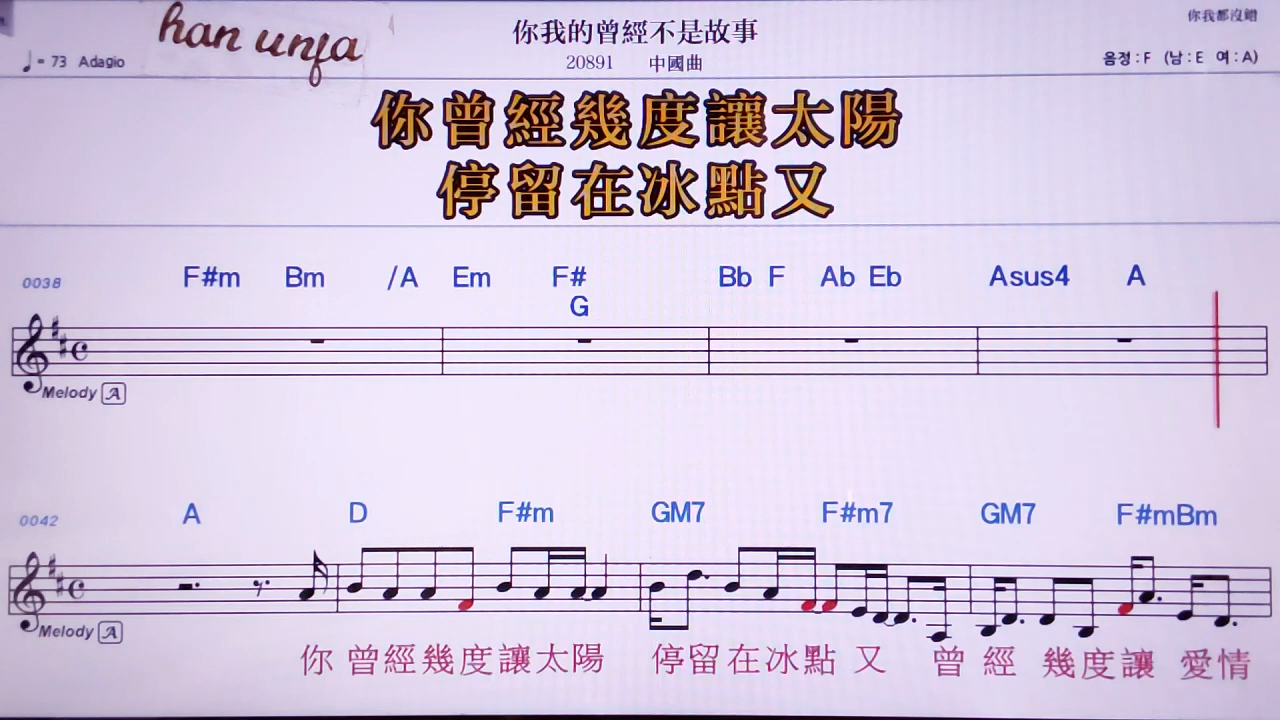 han unja
你我的曾經不是故事
你我都沒錯
♩= 73 Adagio
20891 中國曲
음정 : F (남 : E 여 : A)
你曾經幾度讓太陽
停留在冰點又
0038 F#m Bm /A Em F# Bb F Ab Eb Asus4 A
G
Melody A
0042 A D F#m GM7 F#m7 GM7 F#mBm
Melody A
你 曾經幾度讓太陽 停留在冰點 又 曾 經 幾度讓 愛情